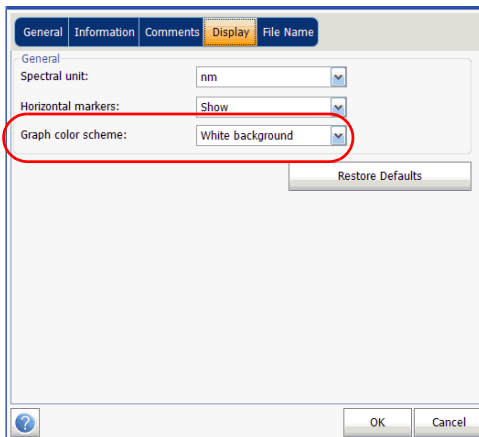 General Information Comments Display File Name
General
Spectral unit: nm
Horizontal markers: Show
Graph color scheme: White background
Restore Defaults
? OK Cancel